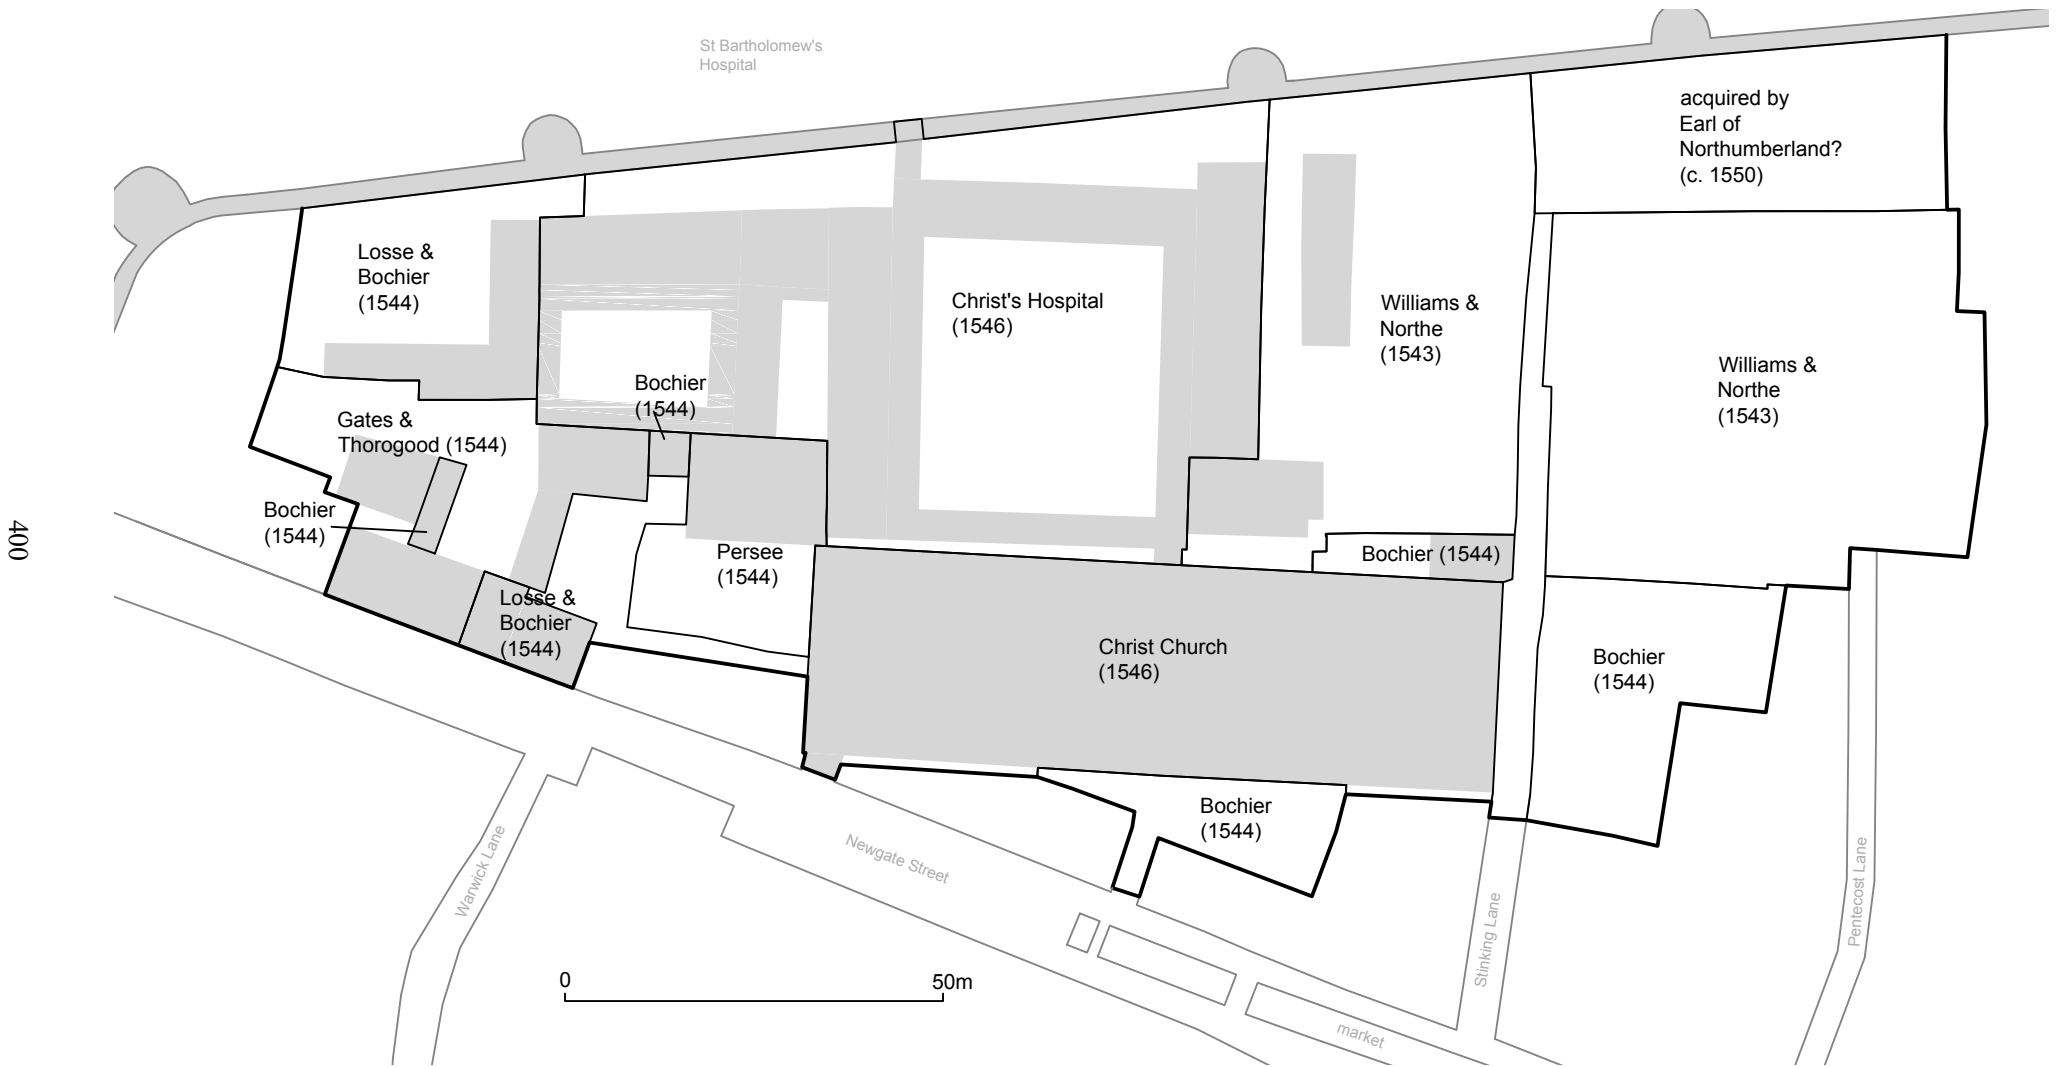 St Bartholomew's
Hospital
acquired by
Earl of
Northumberland?
(c. 1550)
Losse &
Bochier
(1544)
Christ's Hospital
(1546)
Williams &
Northe
(1543)
Williams &
Northe
(1543)
Bochier
(1544)
Gates &
Thorogood (1544)
Bochier
(1544)
Persee
(1544)
Bochier (1544)
Losse &
Bochier
(1544)
Christ Church
(1546)
Bochier
(1544)
Bochier
(1544)
Warwick Lane
Newgate Street
Stinking Lane
Pentecost Lane
market
0 50m
400